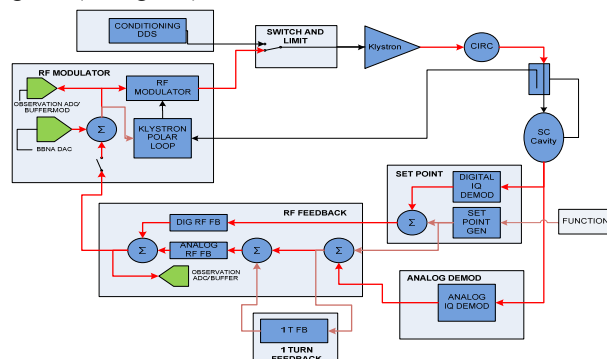 CONDITIONING
DDS
SWITCH AND
LIMIT
Klystron
CIRC
RF MODULATOR
RF
MODULATOR
OBSERVATION ADC/
BUFFERMOD
Σ
KLYSTRON
POLAR
LOOP
BBNA DAC
SC
Cavity
SET POINT
DIGITAL
IQ
DEMOD
Σ
SET
POINT
GEN
FUNCTION
RF FEEDBACK
DIG RF FB
Σ
ANALOG
RF FB
Σ
Σ
OBSERVATION
ADC/BUFFER
ANALOG DEMOD
ANALOG
IQ DEMOD
1 T FB
1 TURN
FEEDBACK